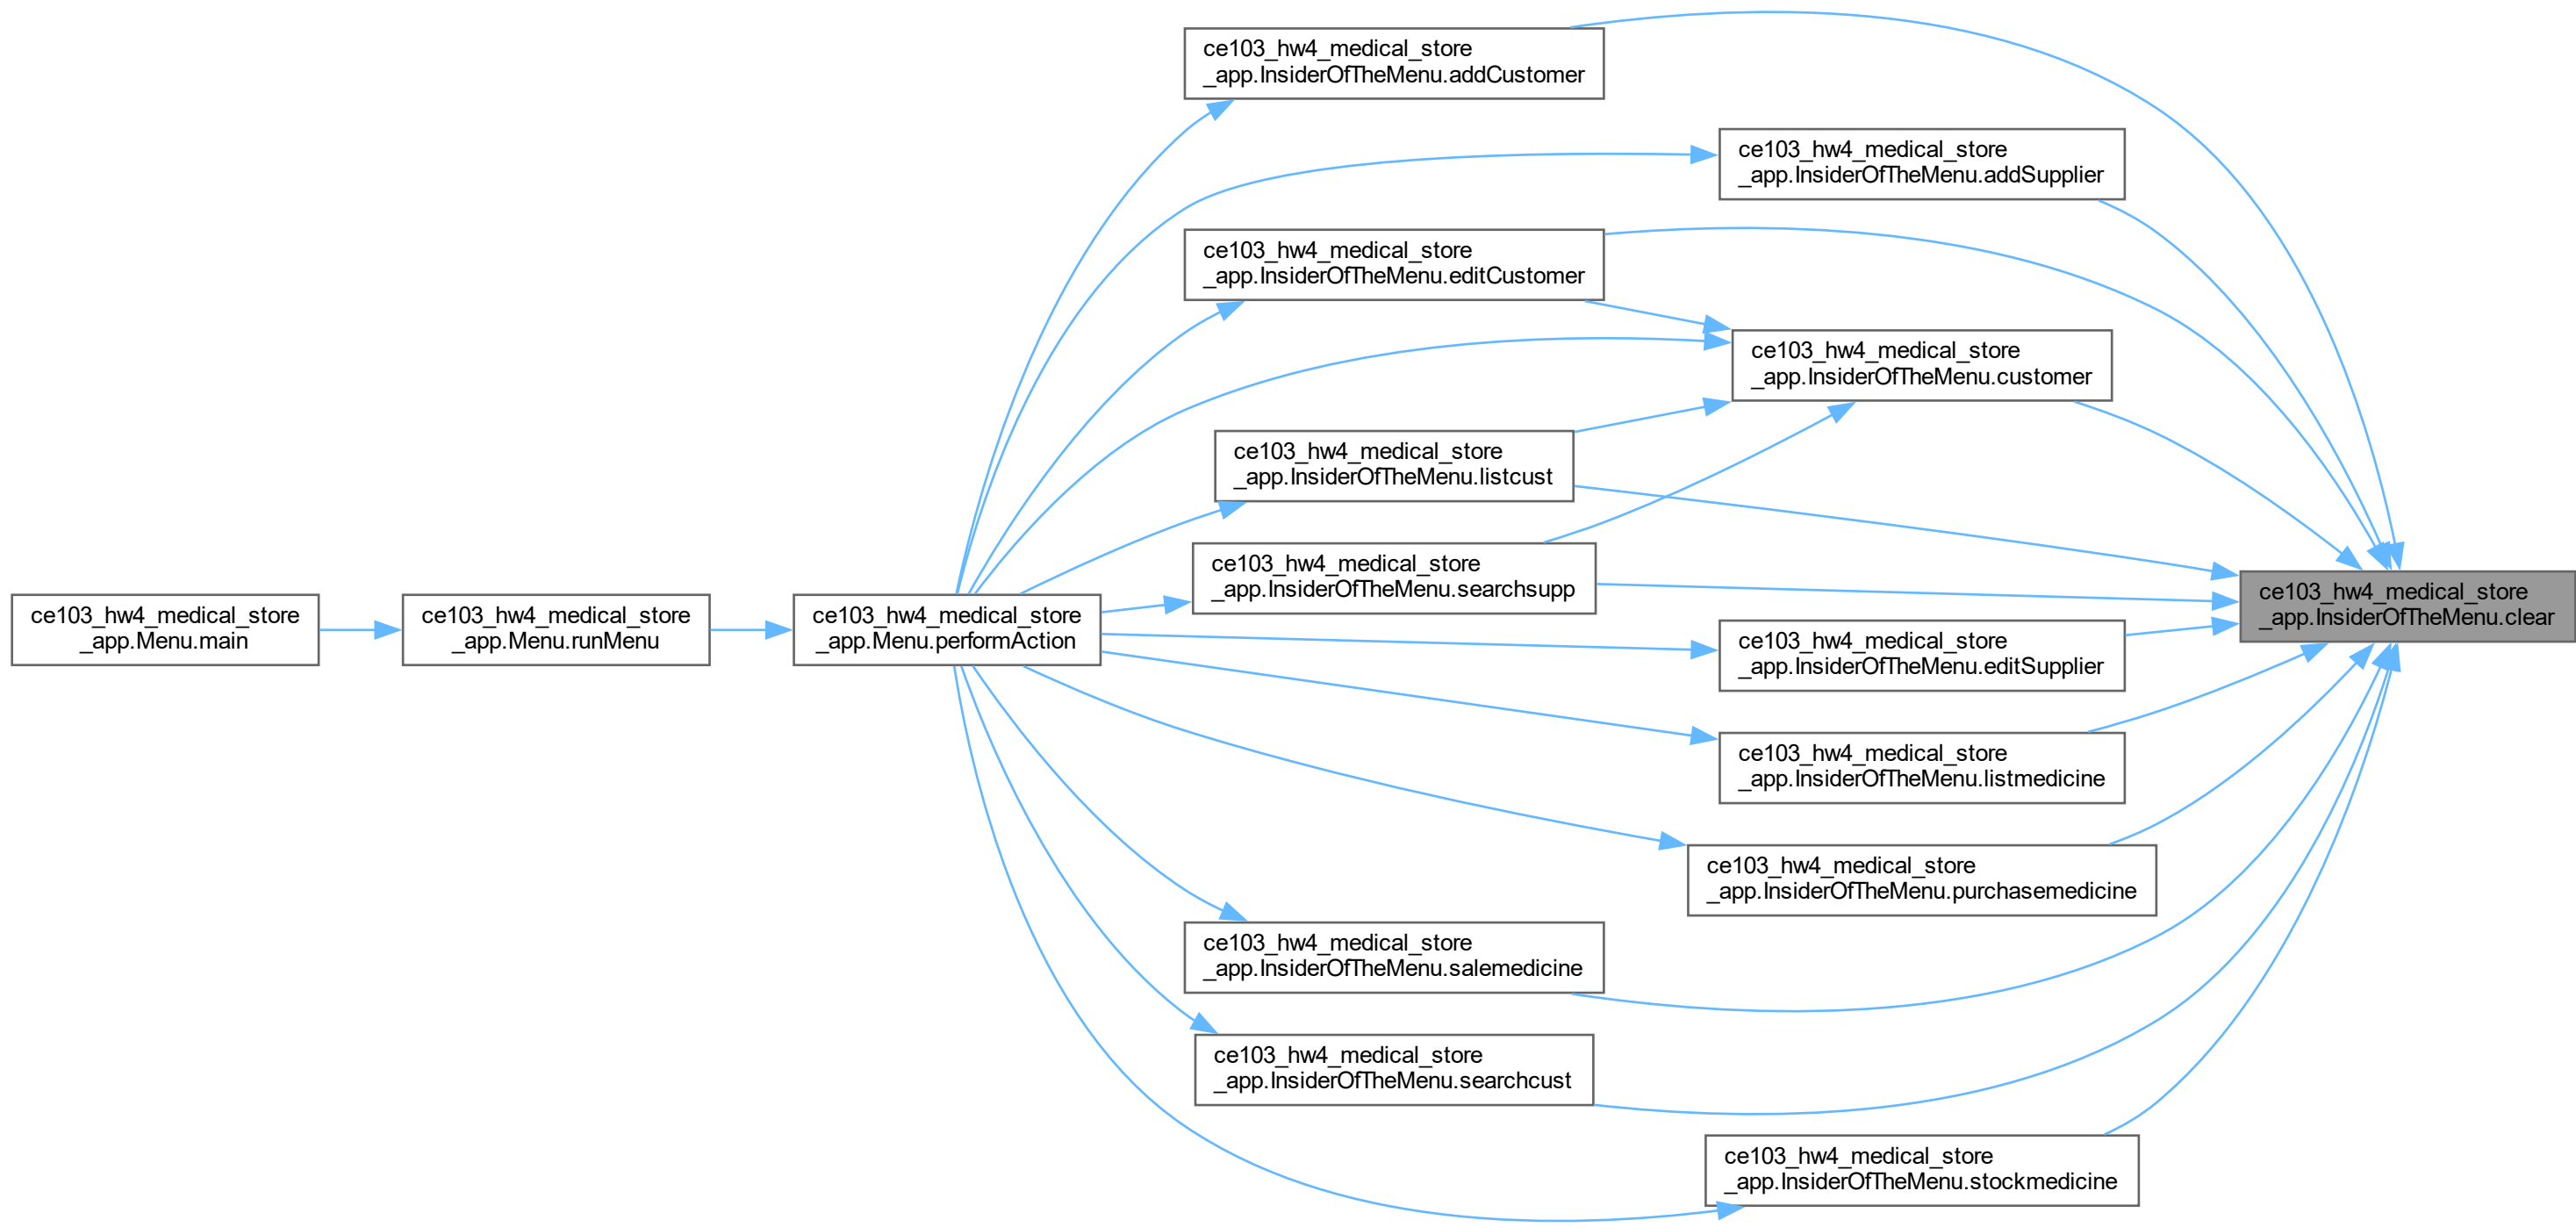 ce103_hw4_medical_store
_app.InsiderOfTheMenu.addCustomer
ce103_hw4_medical_store
_app.InsiderOfTheMenu.addSupplier
ce103_hw4_medical_store
_app.InsiderOfTheMenu.editCustomer
ce103_hw4_medical_store
_app.InsiderOfTheMenu.customer
ce103_hw4_medical_store
_app.InsiderOfTheMenu.listcust
ce103_hw4_medical_store
_app.InsiderOfTheMenu.searchsupp
ce103_hw4_medical_store
_app.Menu.main
ce103_hw4_medical_store
_app.Menu.runMenu
ce103_hw4_medical_store
_app.Menu.performAction
ce103_hw4_medical_store
_app.InsiderOfTheMenu.clear
ce103_hw4_medical_store
_app.InsiderOfTheMenu.editSupplier
ce103_hw4_medical_store
_app.InsiderOfTheMenu.listmedicine
ce103_hw4_medical_store
_app.InsiderOfTheMenu.purchasemedicine
ce103_hw4_medical_store
_app.InsiderOfTheMenu.salemedicine
ce103_hw4_medical_store
_app.InsiderOfTheMenu.searchcust
ce103_hw4_medical_store
_app.InsiderOfTheMenu.stockmedicine